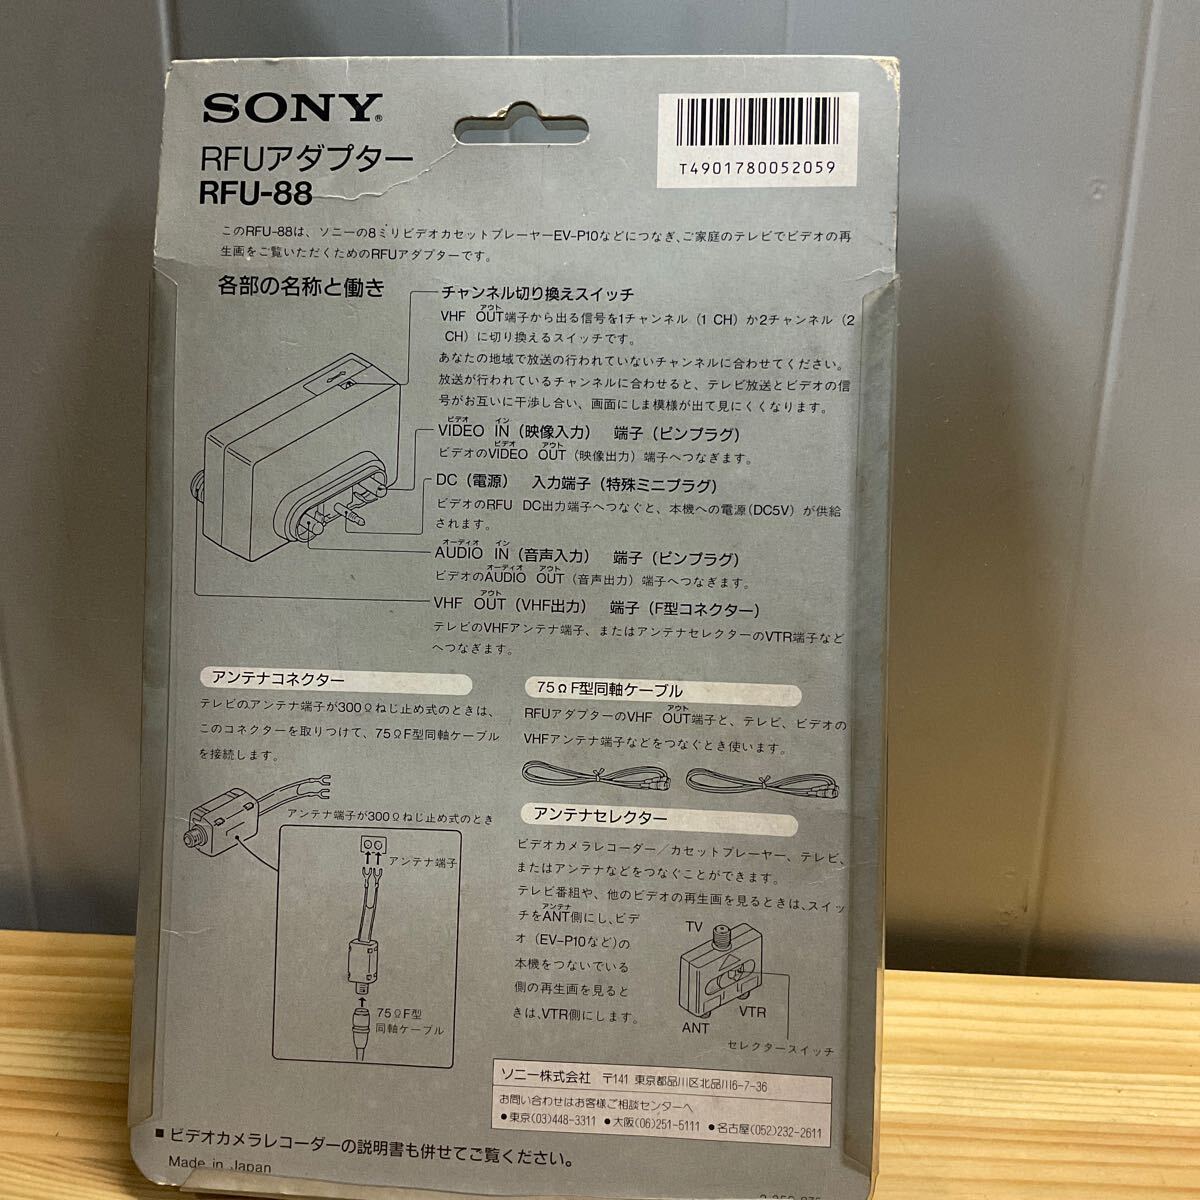 SONY®
RFUアダプター
RFU-88
T4901780052059
このRFU-88は、ソニーの8ミリビデオカセットプレーヤーEV-P10などにつなぎ、ご家庭のテレビでビデオの再
生画をご覧いただくためのRFUアダプターです。
各部の名称と働き
チャンネル切り換えスイッチ
アウト
VHF OUT端子から出る信号を1チャンネル（1 CH）か2チャンネル（2
CH）に切り換えるスイッチです。
あなたの地域で放送の行われていないチャンネルに合わせてください。
放送が行われているチャンネルに合わせると、テレビ放送とビデオの信
号がお互いに干渉し合い、画面にしま模様が出て見にくくなります。
ビデオ イン
VIDEO IN（映像入力） 端子（ピンプラグ）
ビデオ アウト
ビデオのVIDEO OUT（映像出力）端子へつなぎます。
DC（電源） 入力端子（特殊ミニプラグ）
ビデオのRFU DC出力端子へつなぐと、本機への電源（DC5V）が供給
されます。
オーディオ イン
AUDIO IN（音声入力） 端子（ピンプラグ）
オーディオ アウト
ビデオのAUDIO OUT（音声出力）端子へつなぎます。
アウト
VHF OUT（VHF出力） 端子（F型コネクター）
テレビのVHFアンテナ端子、またはアンテナセレクターのVTR端子など
へつなぎます。
アンテナコネクター
テレビのアンテナ端子が300Ωねじ止め式のときは、
このコネクターを取りつけて、75ΩF型同軸ケーブル
を接続します。
アンテナ端子が300Ωねじ止め式のとき
アンテナ端子
75ΩF型
同軸ケーブル
75Ω F型同軸ケーブル
アウト
RFUアダプターのVHF OUT端子と、テレビ、ビデオの
VHFアンテナ端子などをつなぐとき使います。
アンテナセレクター
ビデオカメラレコーダー／カセットプレーヤー、テレビ、
またはアンテナなどをつなぐことができます。
テレビ番組や、他のビデオの再生画を見るときは、スイッ
アンテナ
チをANT側にし、ビデ
オ（EV-P10など）の
本機をつないでいる
側の再生画を見ると
きは、VTR側にします。
TV
ANT
VTR
セレクタースイッチ
ソニー株式会社 〒141 東京都品川区北品川6-7-36
お問い合わせはお客様ご相談センターへ
●東京(03)448-3311 ●大阪(06)251-5111 ●名古屋(052)232-2611
■ ビデオカメラレコーダーの説明書も併せてご覧ください。
Made in Japan